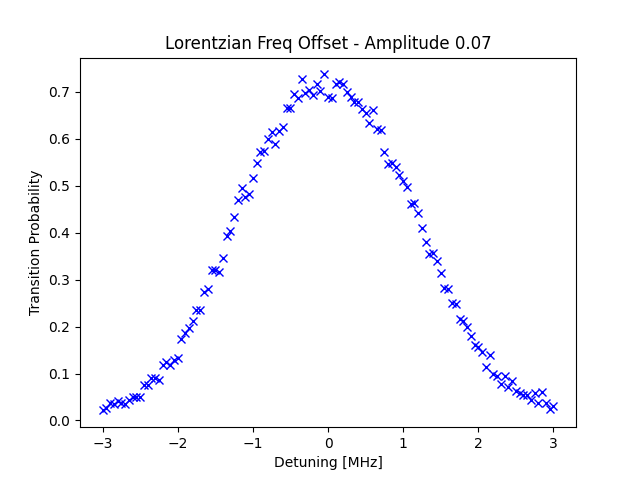 Lorentzian Freq Offset - Amplitude 0.07
Transition Probability
0.7
0.6
0.5
0.4
0.3
0.2
0.1
0.0
−3 −2 −1 0 1 2 3
Detuning [MHz]